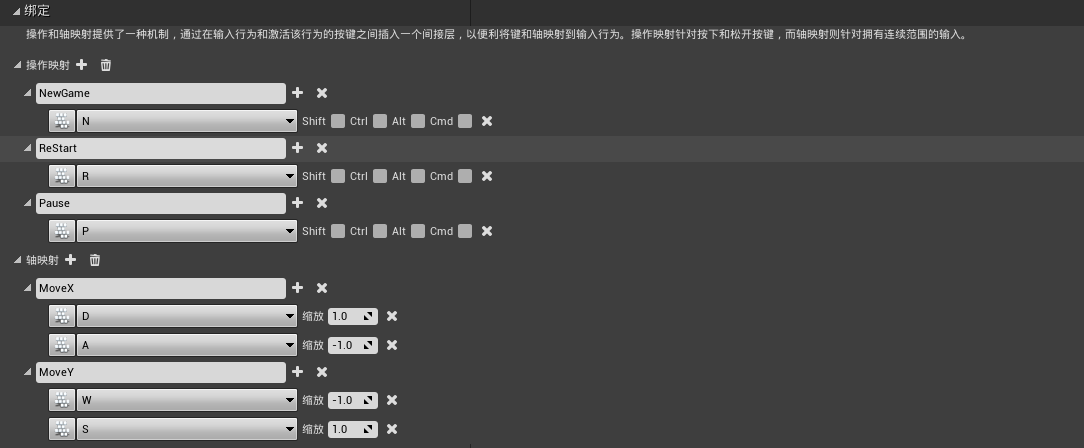 绑定
操作和轴映射提供了一种机制，通过在输入行为和激活该行为的按键之间插入一个间接层，以便利将键和轴映射到输入行为。操作映射针对按下和松开按键，而轴映射则针对拥有连续范围的输入。
操作映射
NewGame
N Shift Ctrl Alt Cmd
ReStart
R Shift Ctrl Alt Cmd
Pause
P Shift Ctrl Alt Cmd
轴映射
MoveX
D 缩放 1.0
A 缩放 -1.0
MoveY
W 缩放 -1.0
S 缩放 1.0